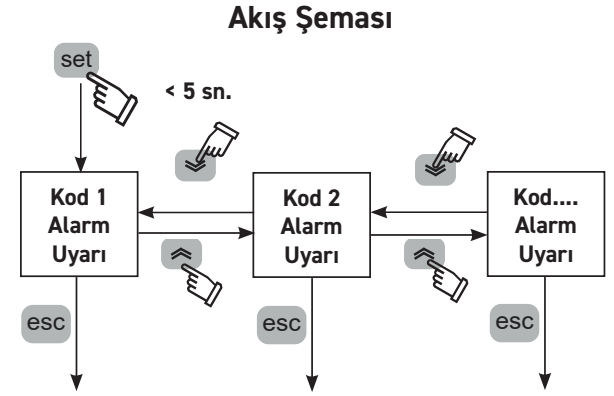 Akış Şeması
set
< 5 sn.
Kod 1
Alarm
Uyarı
Kod 2
Alarm
Uyarı
Kod....
Alarm
Uyarı
esc
esc
esc